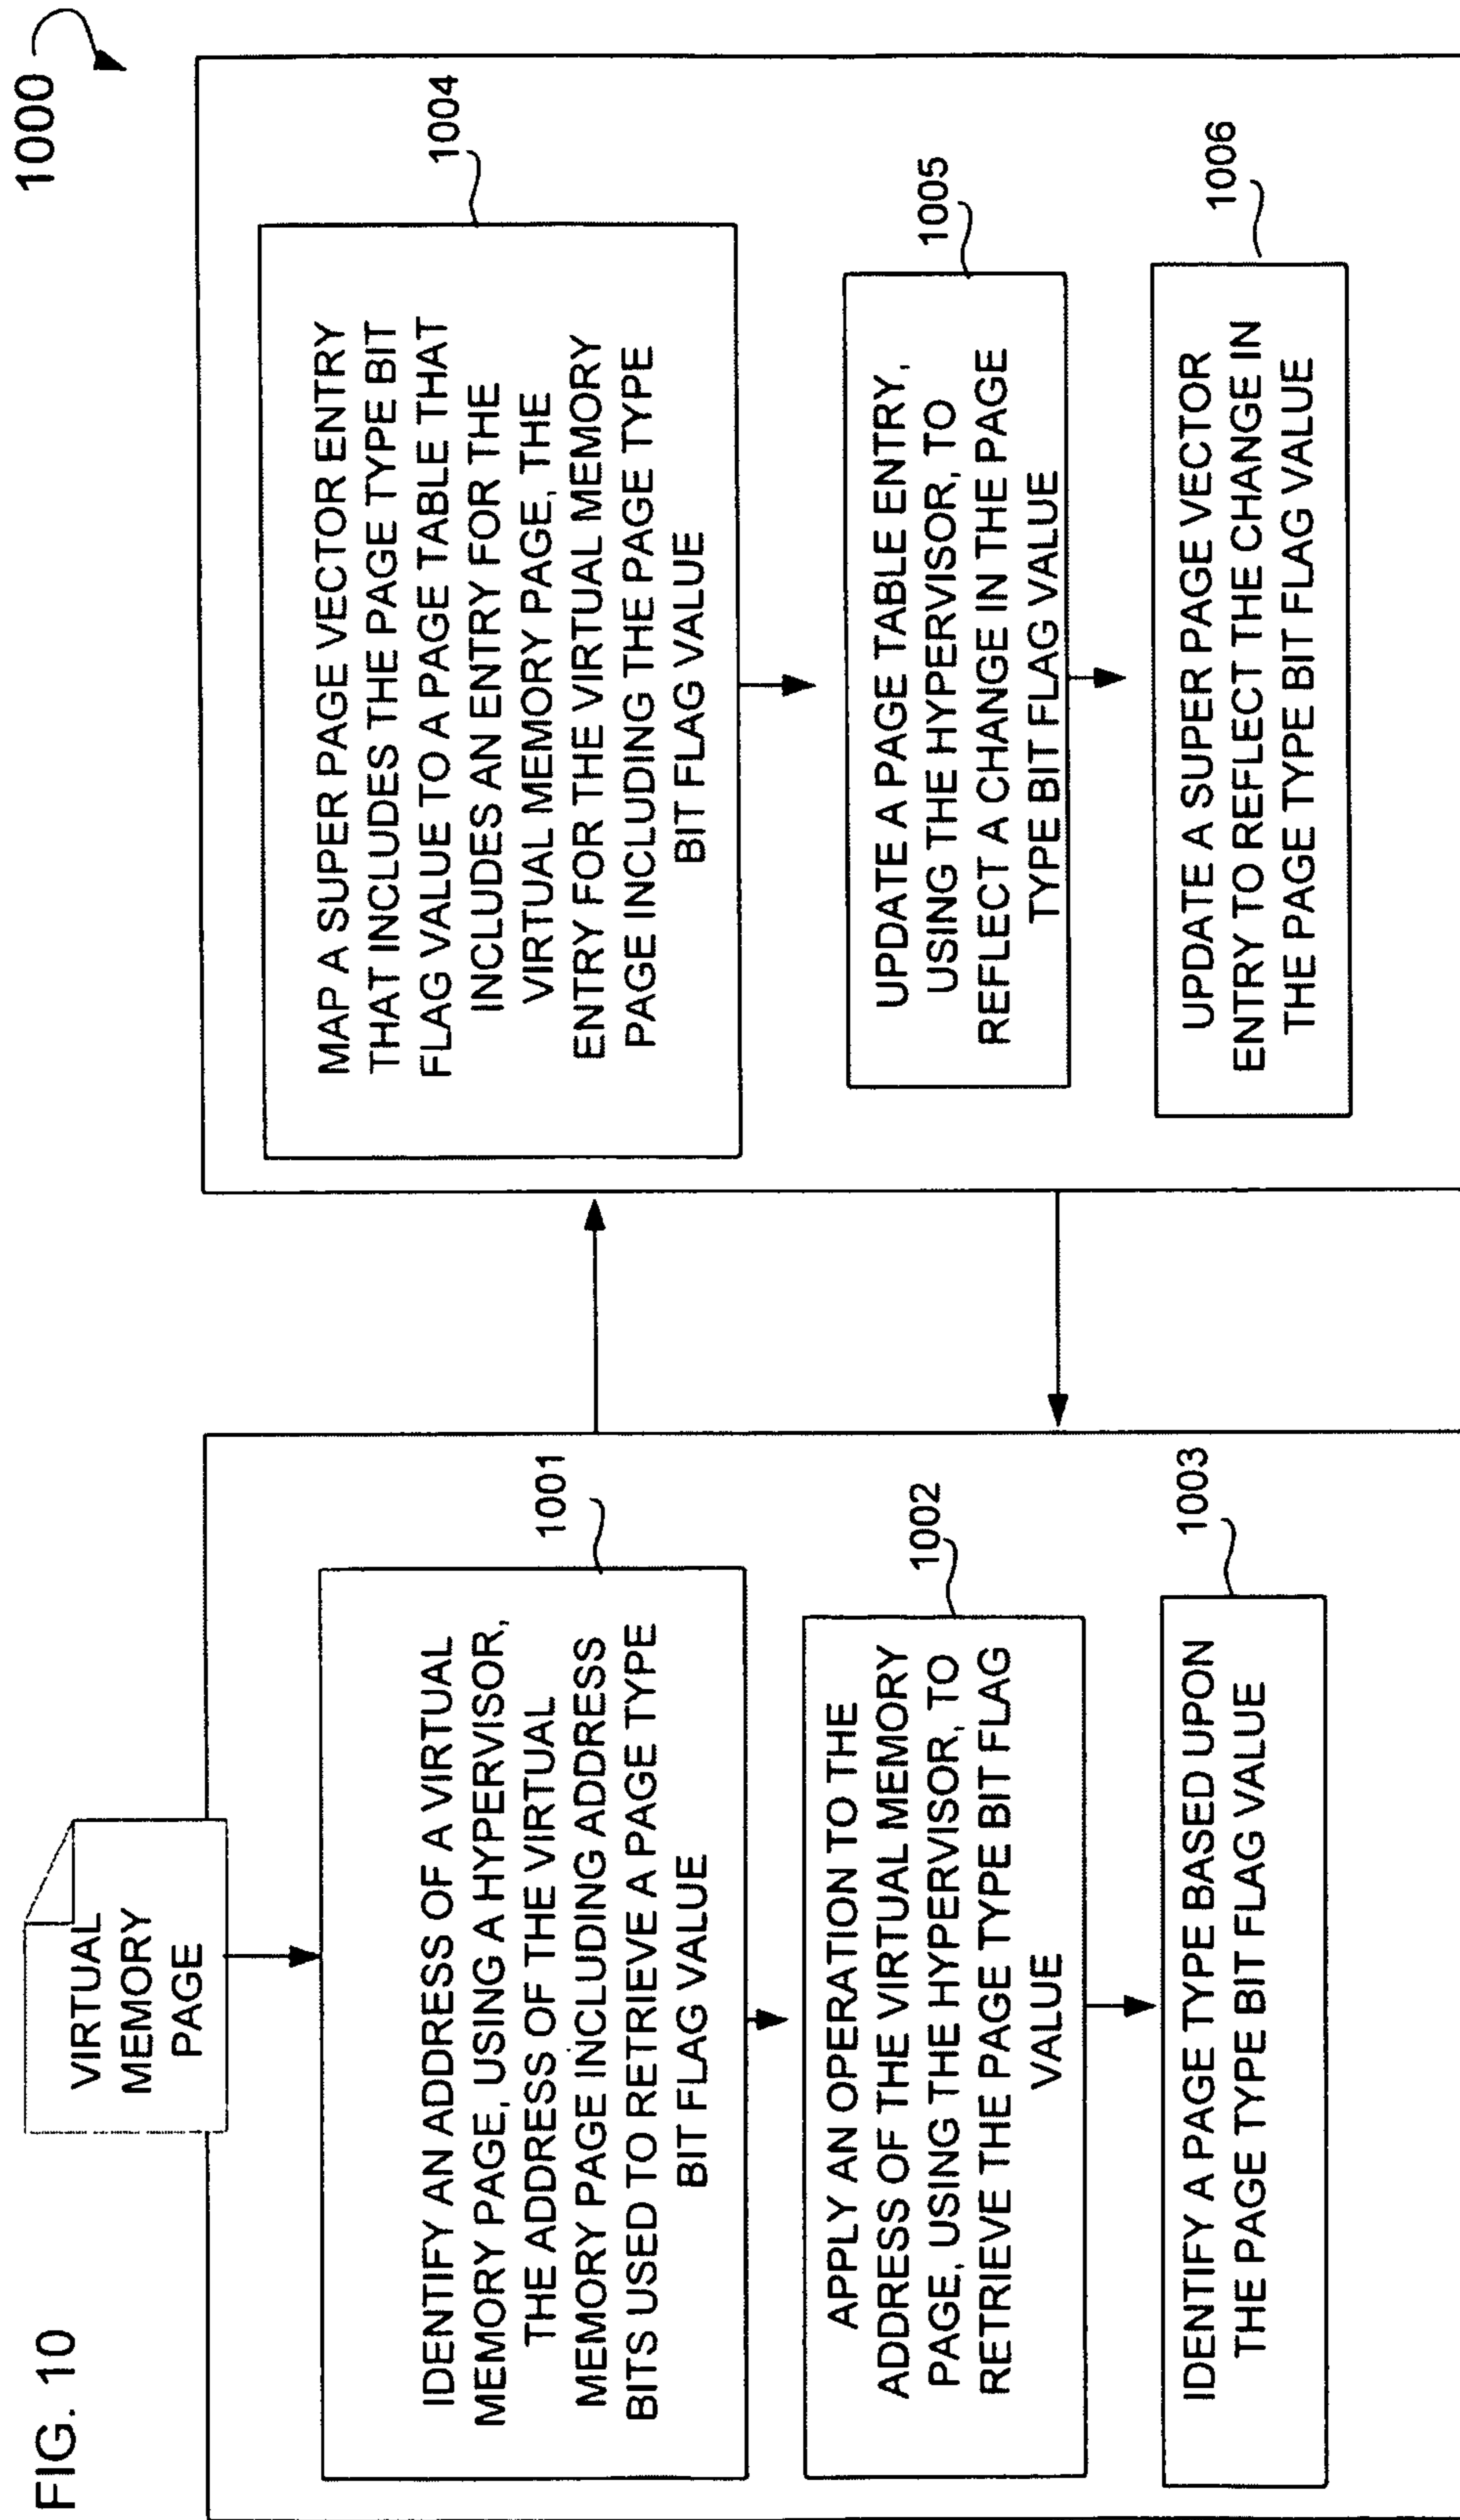 FIG. 10
1000
VIRTUAL
MEMORY
PAGE
1001
IDENTIFY AN ADDRESS OF A VIRTUAL
MEMORY PAGE, USING A HYPERVISOR,
THE ADDRESS OF THE VIRTUAL
MEMORY PAGE INCLUDING ADDRESS
BITS USED TO RETRIEVE A PAGE TYPE
BIT FLAG VALUE
1002
APPLY AN OPERATION TO THE
ADDRESS OF THE VIRTUAL MEMORY
PAGE, USING THE HYPERVISOR, TO
RETRIEVE THE PAGE TYPE BIT FLAG
VALUE
1003
IDENTIFY A PAGE TYPE BASED UPON
THE PAGE TYPE BIT FLAG VALUE
1004
MAP A SUPER PAGE VECTOR ENTRY
THAT INCLUDES THE PAGE TYPE BIT
FLAG VALUE TO A PAGE TABLE THAT
INCLUDES AN ENTRY FOR THE
VIRTUAL MEMORY PAGE, THE
ENTRY FOR THE VIRTUAL MEMORY
PAGE INCLUDING THE PAGE TYPE
BIT FLAG VALUE
1005
UPDATE A PAGE TABLE ENTRY,
USING THE HYPERVISOR, TO
REFLECT A CHANGE IN THE PAGE
TYPE BIT FLAG VALUE
1006
UPDATE A SUPER PAGE VECTOR
ENTRY TO REFLECT THE CHANGE IN
THE PAGE TYPE BIT FLAG VALUE